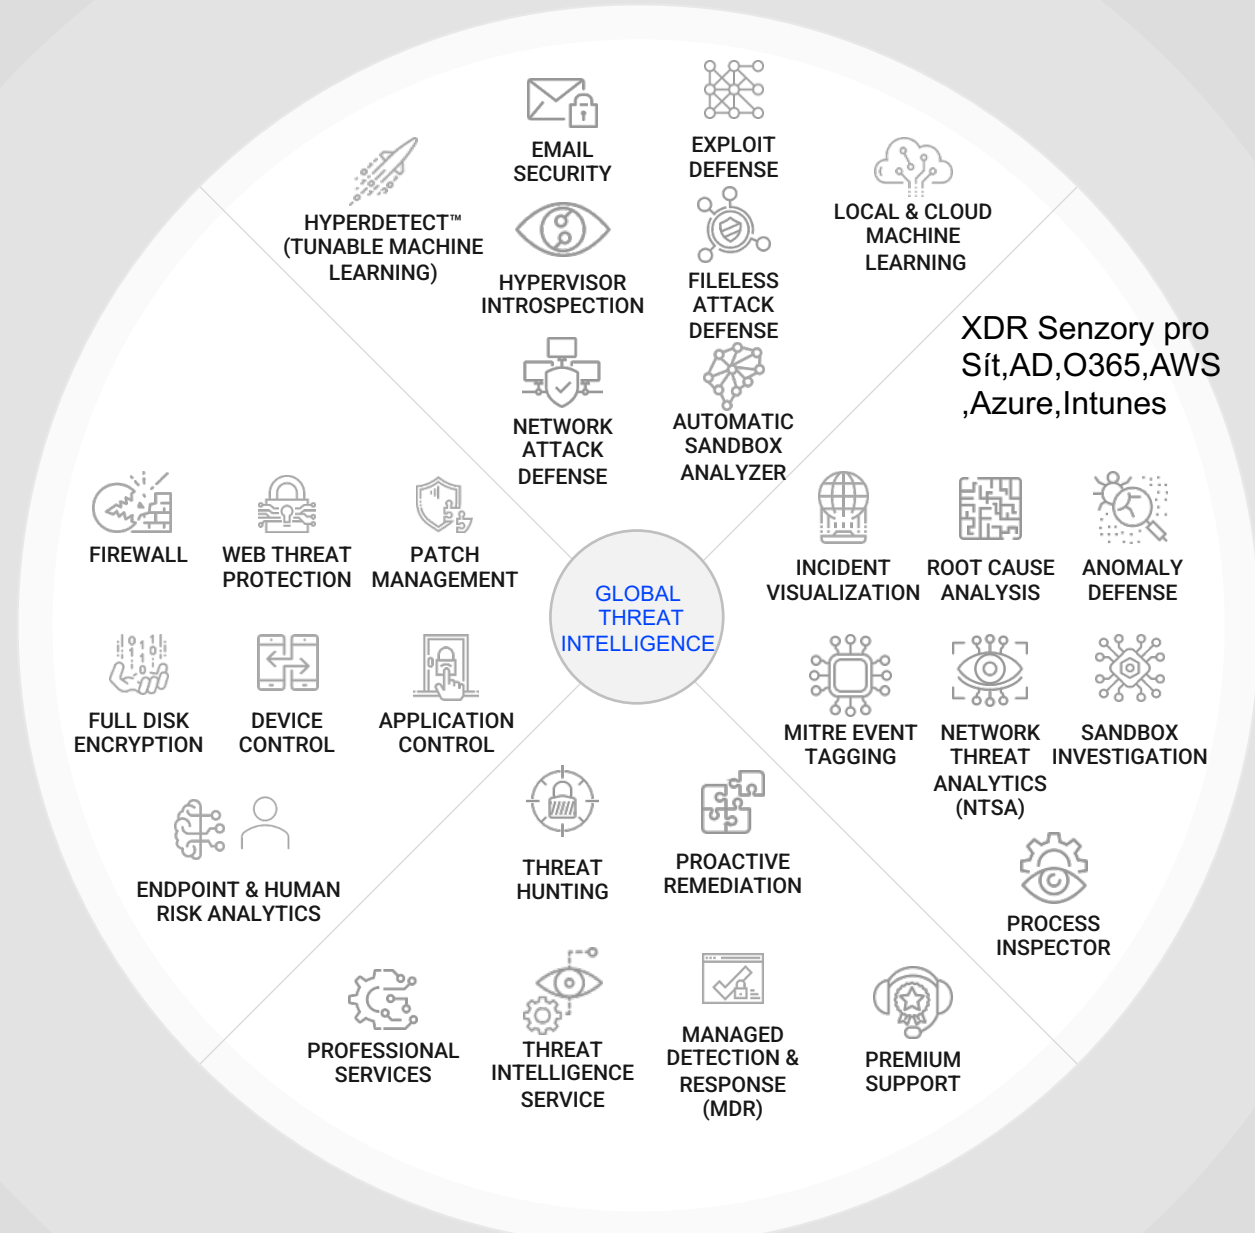 EMAIL
SECURITY
EXPLOIT
DEFENSE
HYPERDETECT™
(TUNABLE MACHINE
LEARNING)
LOCAL & CLOUD
MACHINE
LEARNING
HYPERVISOR
INTROSPECTION
FILELESS
ATTACK
DEFENSE
XDR Senzory pro
Sít,AD,O365,AWS
,Azure,Intunes
NETWORK
ATTACK
DEFENSE
AUTOMATIC
SANDBOX
ANALYZER
FIREWALL
WEB THREAT
PROTECTION
PATCH
MANAGEMENT
GLOBAL
THREAT
INTELLIGENCE
INCIDENT
VISUALIZATION
ROOT CAUSE
ANALYSIS
ANOMALY
DEFENSE
FULL DISK
ENCRYPTION
DEVICE
CONTROL
APPLICATION
CONTROL
MITRE EVENT
TAGGING
NETWORK
THREAT
ANALYTICS
(NTSA)
SANDBOX
INVESTIGATION
ENDPOINT & HUMAN
RISK ANALYTICS
THREAT
HUNTING
PROACTIVE
REMEDIATION
PROCESS
INSPECTOR
PROFESSIONAL
SERVICES
THREAT
INTELLIGENCE
SERVICE
MANAGED
DETECTION &
RESPONSE
(MDR)
PREMIUM
SUPPORT